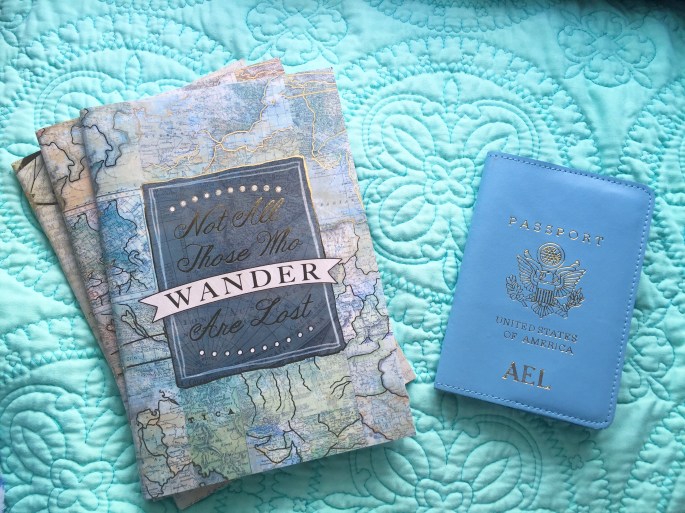 Not All
Those Who
WANDER
Are Lost
PASSPORT
UNITED STATES
OF AMERICA
AEL